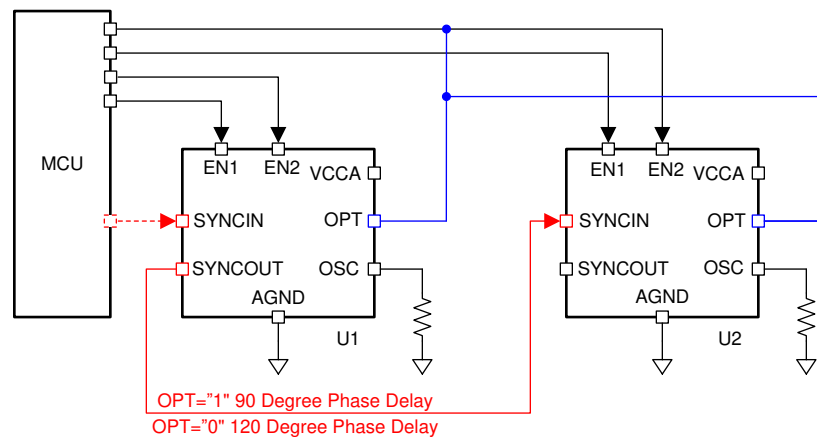 MCU
EN1 EN2
VCCA
SYNCIN OPT
SYNCOUT OSC
AGND
U1
EN1 EN2
VCCA
SYNCIN OPT
SYNCOUT OSC
AGND
U2
OPT="1" 90 Degree Phase Delay
OPT="0" 120 Degree Phase Delay